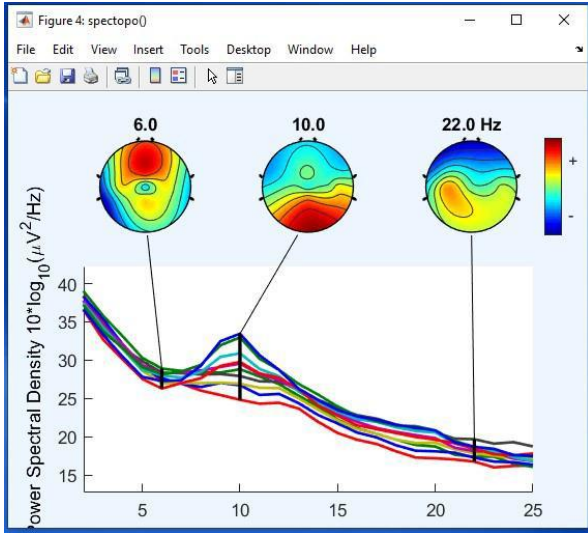 Figure 4: spectopo()
File Edit View Insert Tools Desktop Window Help
6.0 10.0 22.0 Hz
+
-
Power Spectral Density 10*log₁₀(μV²/Hz)
40
35
30
25
20
15
5 10 15 20 25